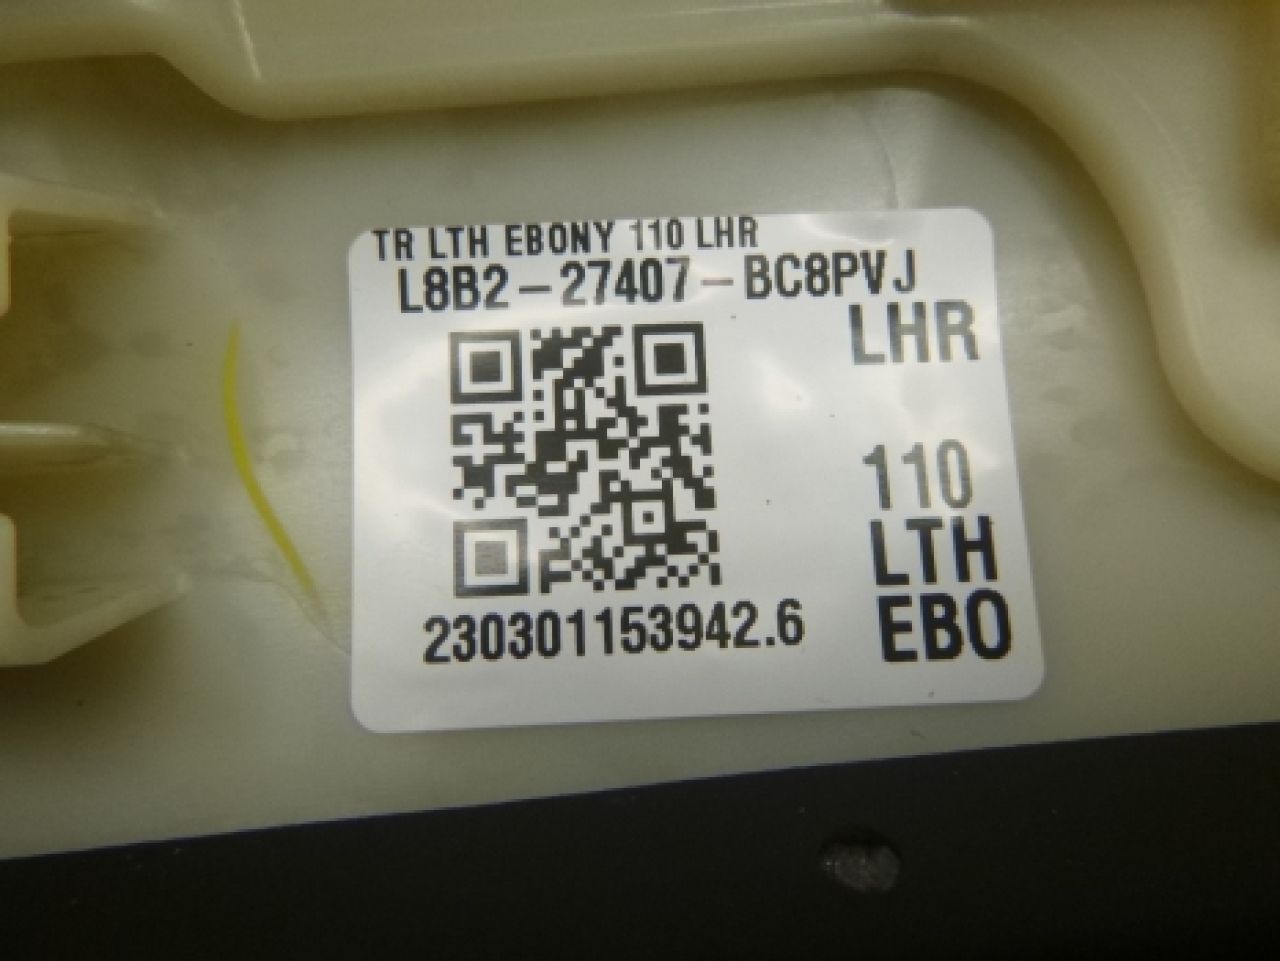 TR LTH EBONY 110 LHR
L8B2-27407-BC8PVJ
LHR
110
LTH
EBO
230301153942.6